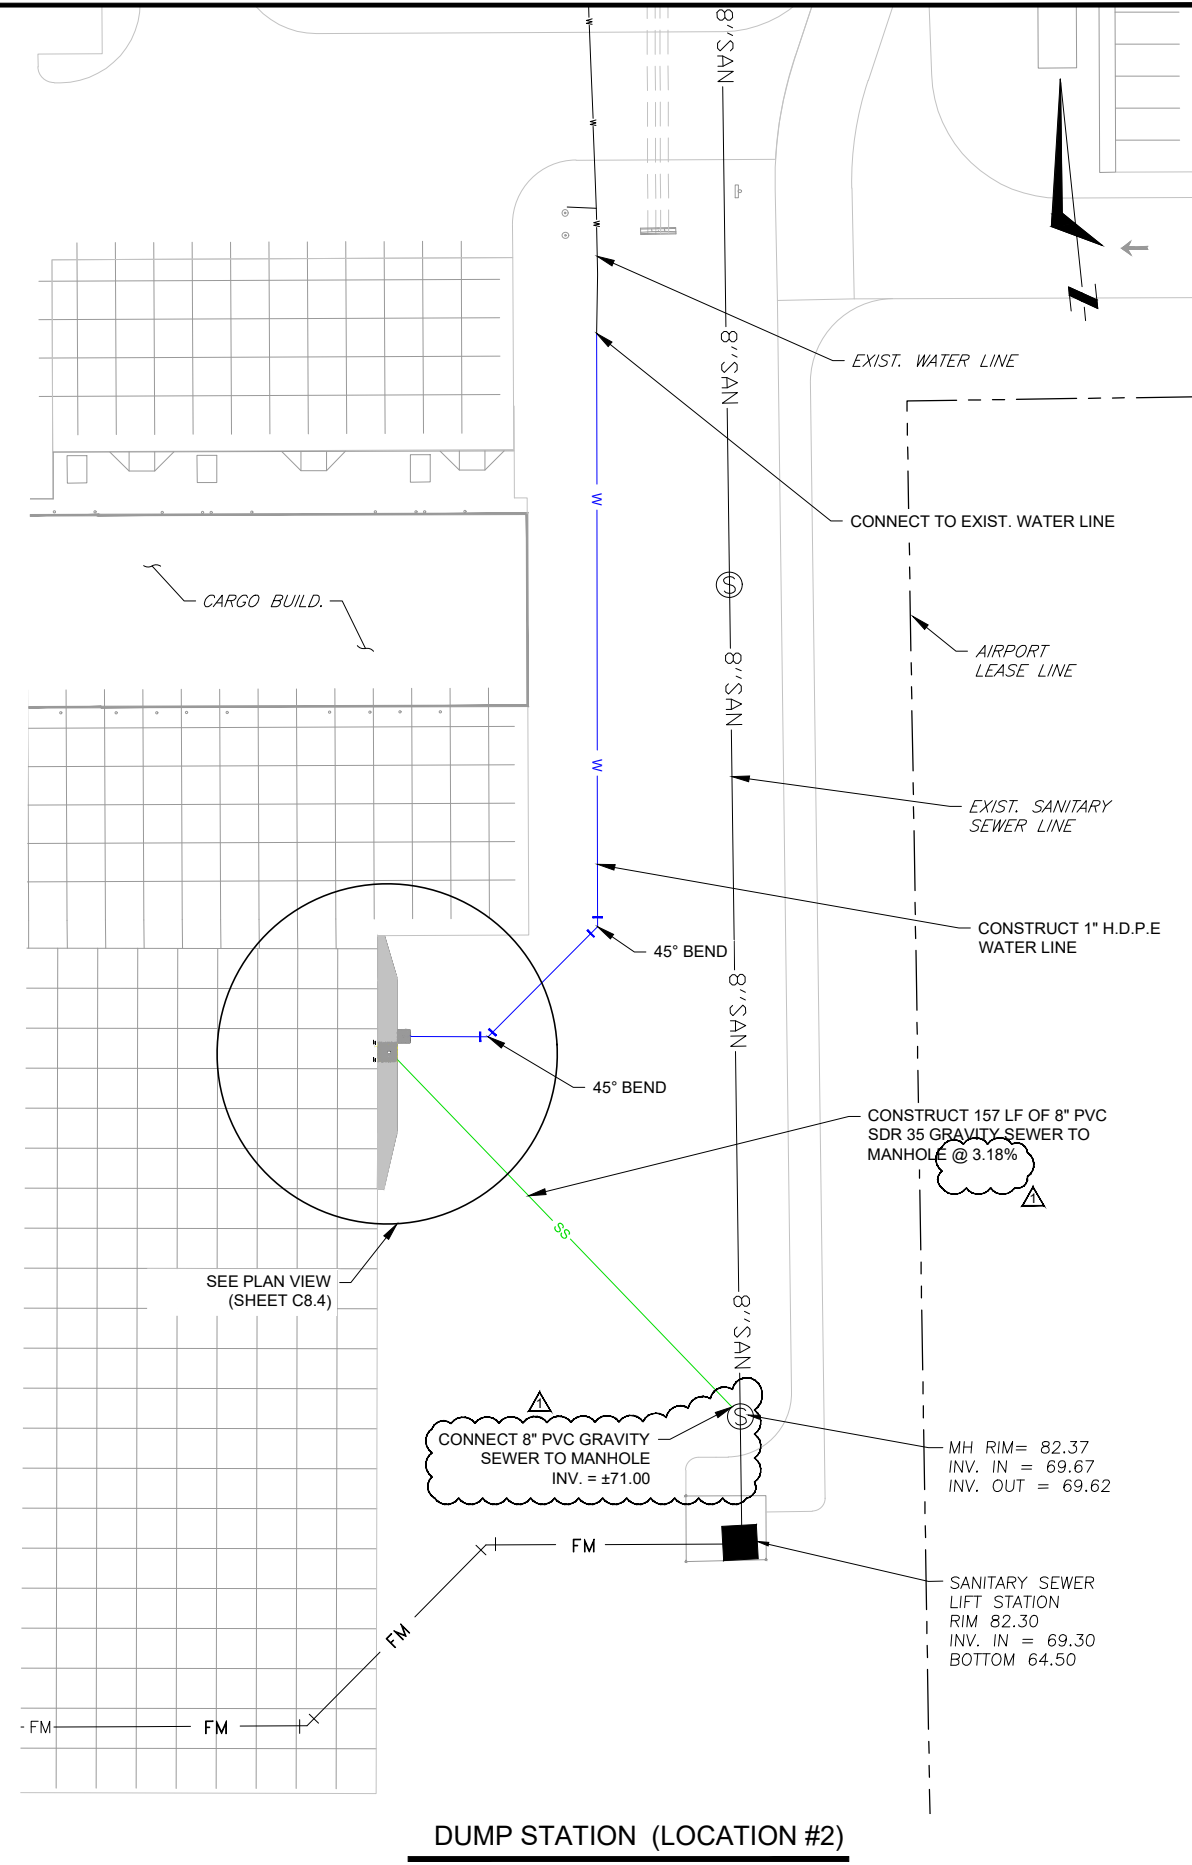 8"SAN
W
W
W
EXIST. WATER LINE
8"SAN
W
CONNECT TO EXIST. WATER LINE
S
CARGO BUILD.
AIRPORT
LEASE LINE
8"SAN
W
EXIST. SANITARY
SEWER LINE
CONSTRUCT 1" H.D.P.E
WATER LINE
45° BEND
8"SAN
45° BEND
CONSTRUCT 157 LF OF 8" PVC
SDR 35 GRAVITY SEWER TO
MANHOLE @ 3.18%
1
SS
SEE PLAN VIEW
(SHEET C8.4)
8"SAN
1
CONNECT 8" PVC GRAVITY
SEWER TO MANHOLE
INV. = ±71.00
S
MH RIM= 82.37
INV. IN = 69.67
INV. OUT = 69.62
FM
SANITARY SEWER
LIFT STATION
RIM 82.30
INV. IN = 69.30
BOTTOM 64.50
FM
FM
FM
DUMP STATION (LOCATION #2)